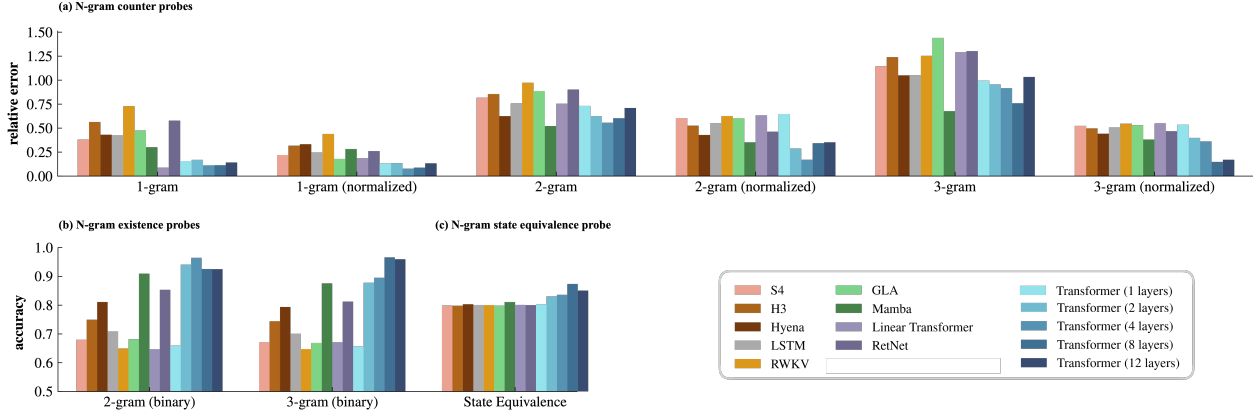 (a) N-gram counter probes
relative error
1.50
1.25
1.00
0.75
0.50
0.25
0.00
1-gram
1-gram (normalized)
2-gram
2-gram (normalized)
3-gram
3-gram (normalized)
(b) N-gram existence probes
accuracy
1.0
0.9
0.8
0.7
0.6
0.5
2-gram (binary)
3-gram (binary)
(c) N-gram state equivalence probe
State Equivalence
S4
H3
Hyena
LSTM
RWKV
GLA
Mamba
Linear Transformer
RetNet
Transformer (1 layers)
Transformer (2 layers)
Transformer (4 layers)
Transformer (8 layers)
Transformer (12 layers)